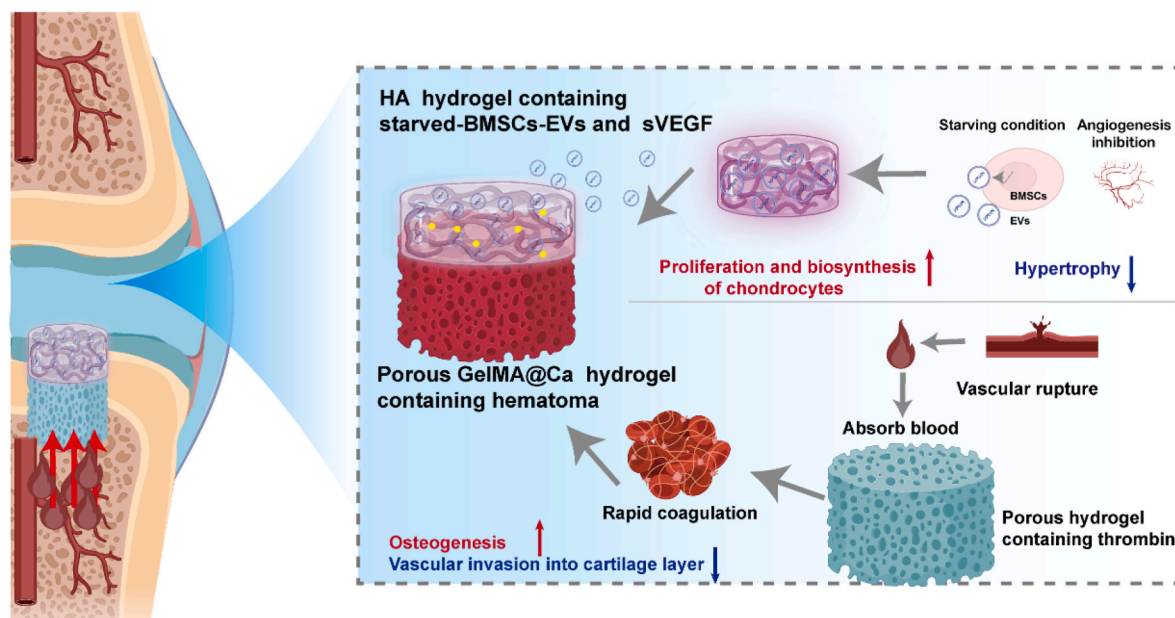 HA hydrogel containing
starved-BMSCs-EVs and sVEGF
Starving condition
Angiogenesis
inhibition
BMSCs
EVs
Proliferation and biosynthesis
of chondrocytes
Hypertrophy
Porous GelMA@Ca hydrogel
containing hematoma
Vascular rupture
Absorb blood
Rapid coagulation
Porous hydrogel
containing thrombin
Osteogenesis
Vascular invasion into cartilage layer